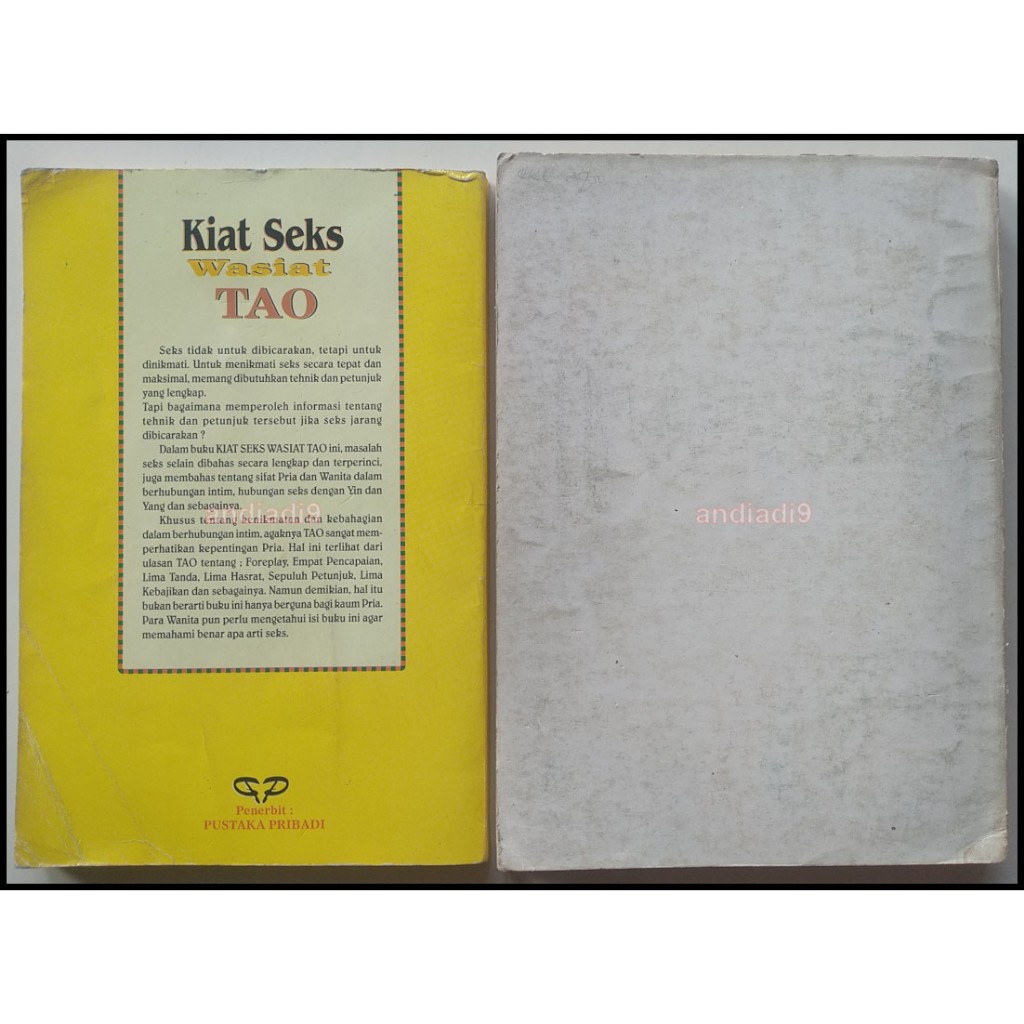 Kiat Seks
Wasiat
TAO
Seks tidak untuk dibicarakan, tetapi untuk
dinikmati. Untuk menikmati seks secara tepat dan
maksimal, memang dibutuhkan tehnik dan petunjuk
yang lengkap.
Tapi bagaimana memperoleh informasi tentang
tehnik dan petunjuk tersebut jika seks jarang
dibicarakan ?
Dalam buku KIAT SEKS WASIAT TAO ini, masalah
seks selain dibahas secara lengkap dan terperinci,
juga membahas tentang sifat Pria dan Wanita dalam
berhubungan intim, hubungan seks dengan Yin dan
Yang dan sebagainya.
Khusus tentang kenikmatan dan kebahagian
dalam berhubungan intim, agaknya TAO sangat mem-
perhatikan kepentingan Pria. Hal ini terlihat dari
ulasan TAO tentang ; Foreplay, Empat Pencapaian,
Lima Tanda, Lima Hasrat, Sepuluh Petunjuk, Lima
Kebajikan dan sebagainya. Namun demikian, hal itu
bukan berarti buku ini hanya berguna bagi kaum Pria.
Para Wanita pun perlu mengetahui isi buku ini agar
memahami benar apa arti seks.
Penerbit :
PUSTAKA PRIBADI
andiadi9
andiadi9